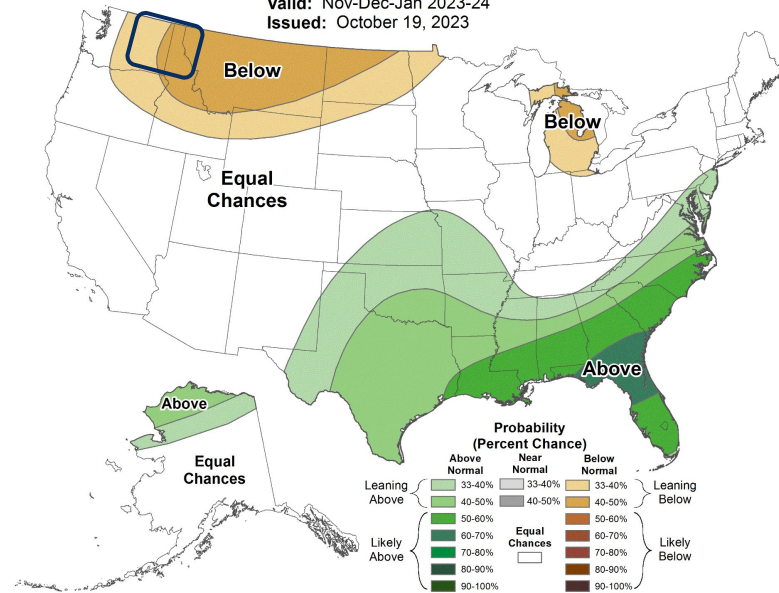 Valid: Nov-Dec-Jan 2023-24
Issued: October 19, 2023
Below
Below
Equal
Chances
Above
Above
Equal
Chances
Probability
(Percent Chance)
Above
Normal
Near
Normal
Below
Normal
Leaning
Above
33-40%
33-40%
33-40%
Leaning
Below
40-50%
40-50%
40-50%
Likely
Above
50-60%
50-60%
Likely
Below
60-70%
60-70%
Equal
Chances
70-80%
70-80%
80-90%
80-90%
90-100%
90-100%